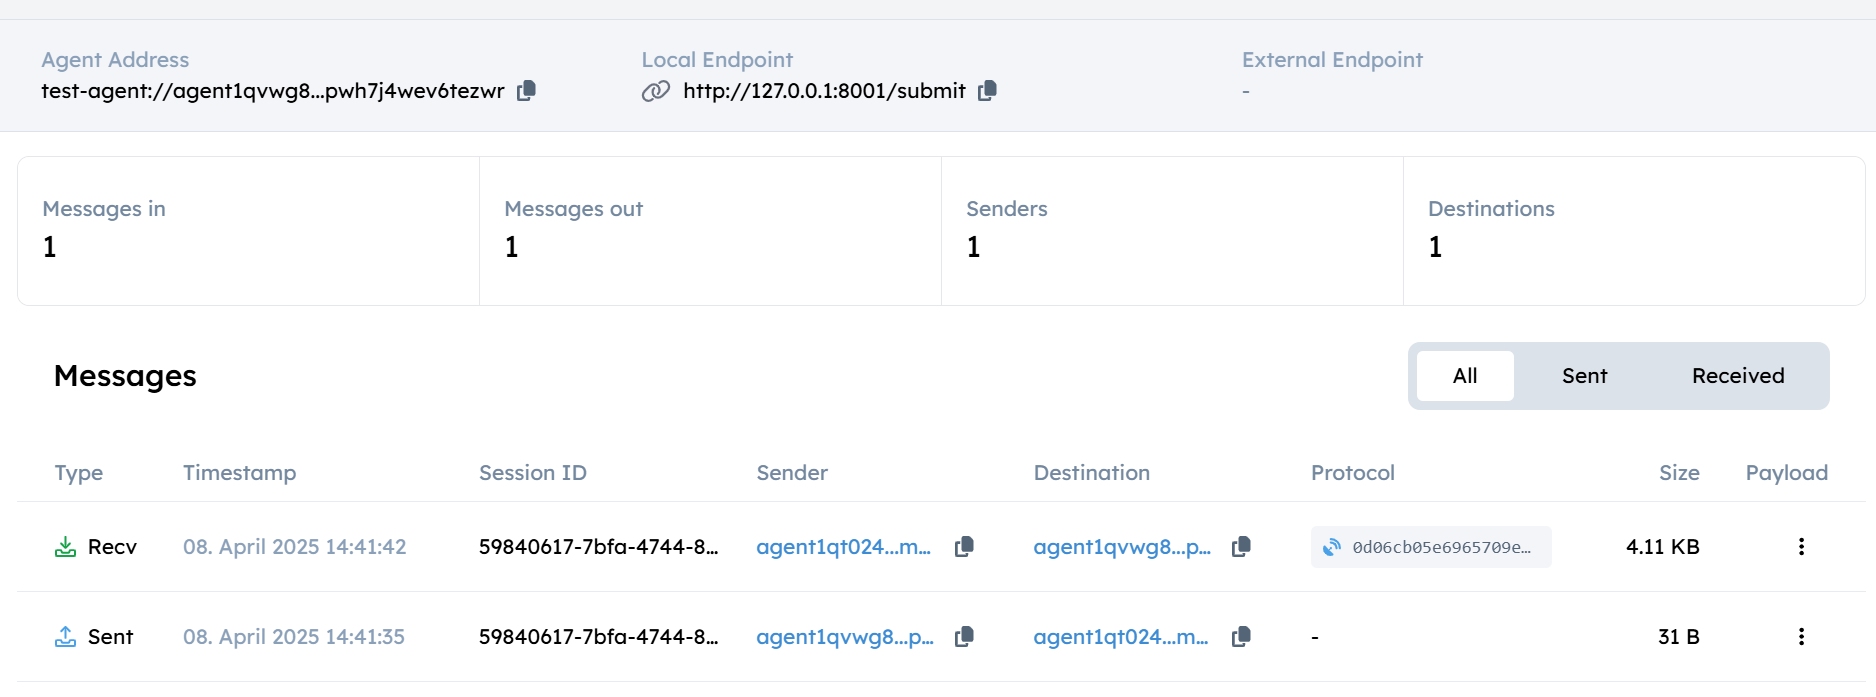 Agent Address Local Endpoint External Endpoint
test-agent://agent1qvwg8...pwh7j4wev6tezwr http://127.0.0.1:8001/submit -
Messages in Messages out Senders Destinations
1 1 1 1
Messages All Sent Received
Type Timestamp Session ID Sender Destination Protocol Size Payload
Recv 08. April 2025 14:41:42 59840617-7bfa-4744-8... agent1qt024...m... agent1qvwg8...p... 0d06cb05e6965709e... 4.11 KB
Sent 08. April 2025 14:41:35 59840617-7bfa-4744-8... agent1qvwg8...p... agent1qt024...m... - 31 B